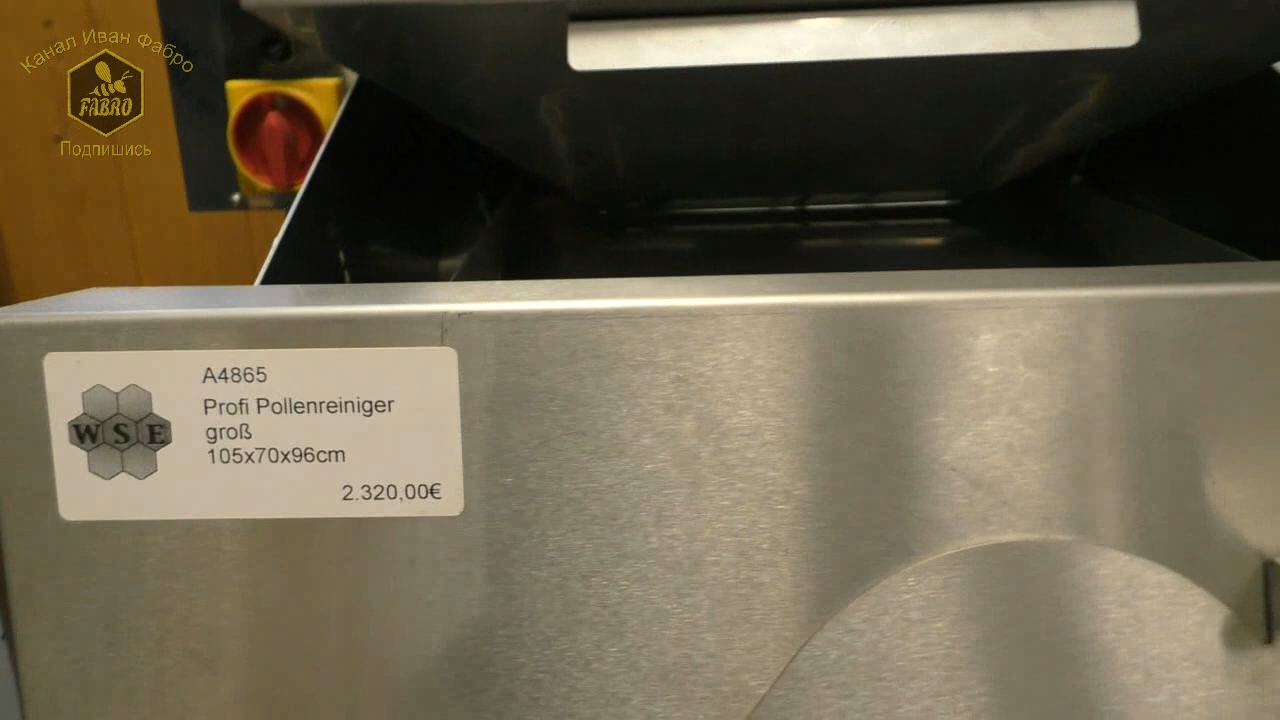 Канал Иван Фабро
FABRO
Подпишись
A4865
Profi Pollenreiniger
groß
105x70x96cm
2.320,00€
WSE